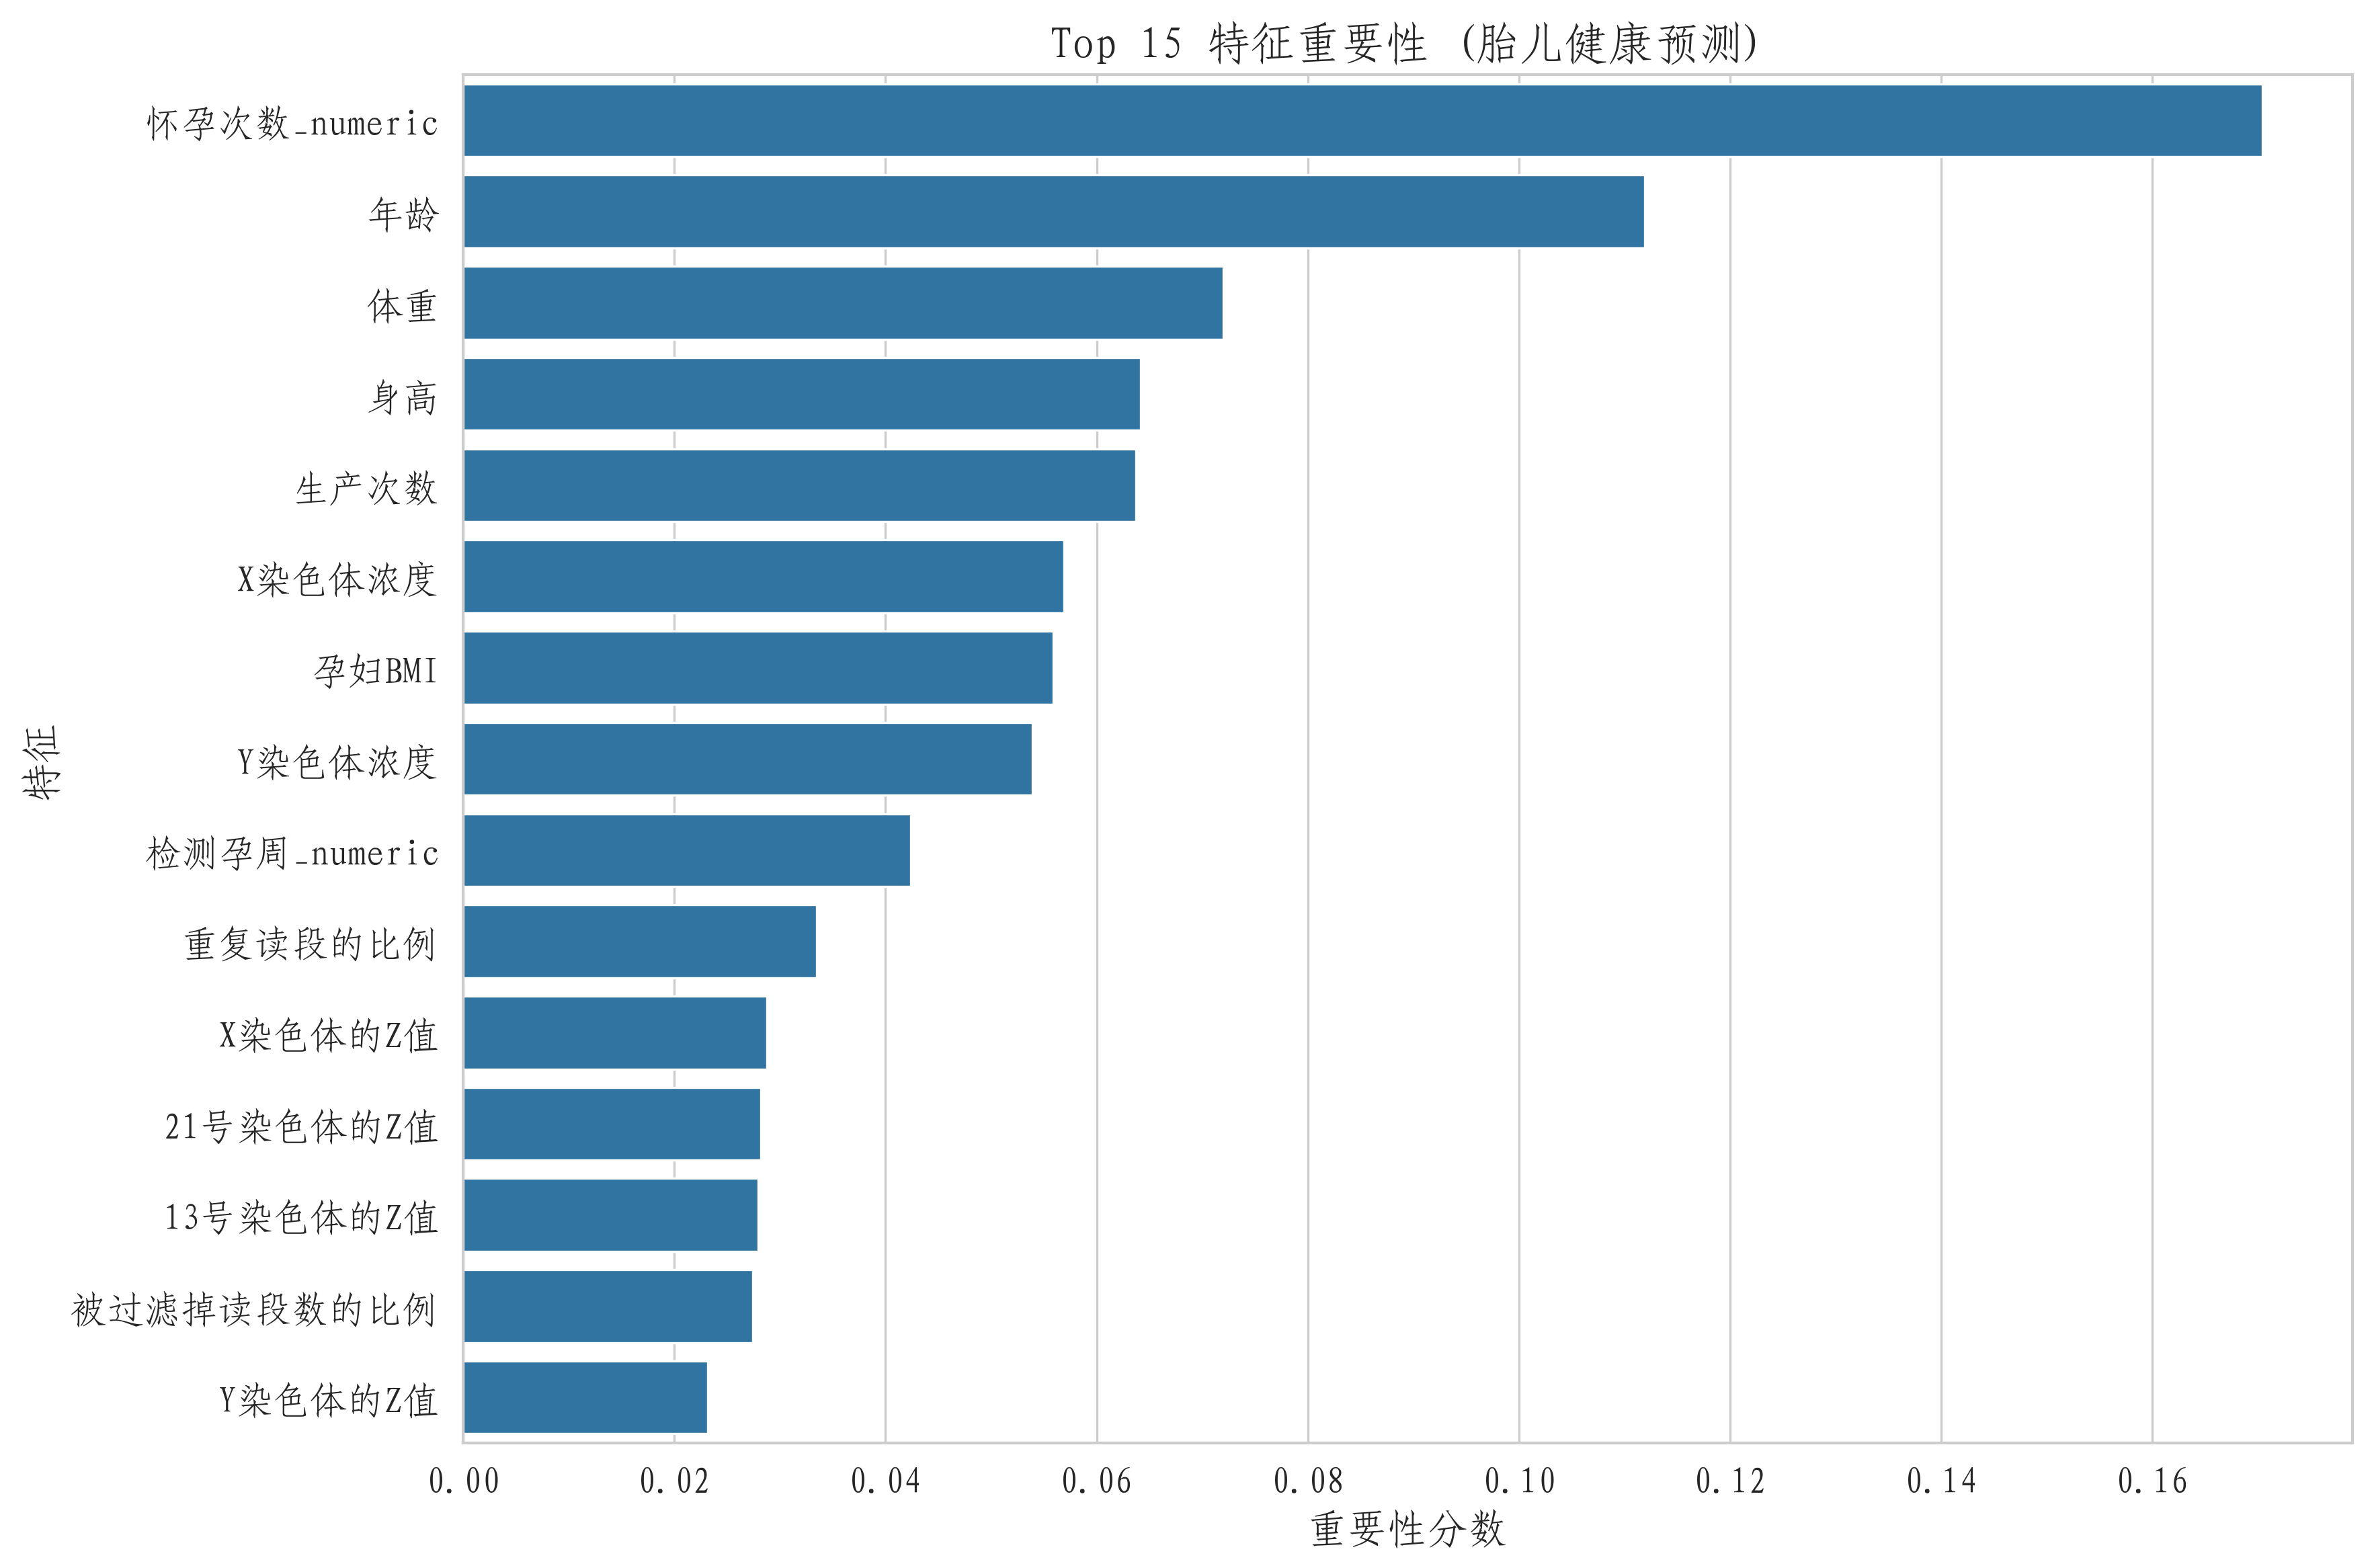 Top 15 特征重要性 (胎儿健康预测)
怀孕次数_numeric
年龄
体重
身高
生产次数
X染色体浓度
孕妇BMI
Y染色体浓度
检测孕周_numeric
重复读段的比例
X染色体的Z值
21号染色体的Z值
13号染色体的Z值
被过滤掉读段数的比例
Y染色体的Z值
特征
0.00 0.02 0.04 0.06 0.08 0.10 0.12 0.14 0.16
重要性分数